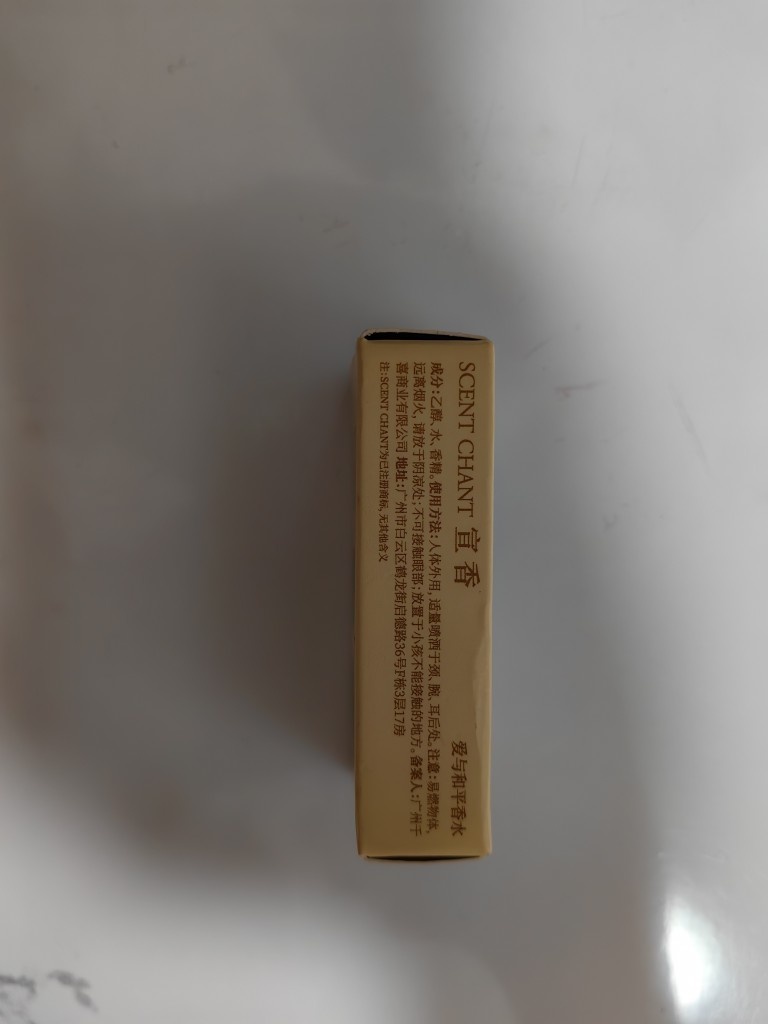 SCENT CHANT 宣香
爱与和平香水
成分:乙醇、水、香精。使用方法:人体外用,适量喷洒于颈、腕、耳后处。注意:易燃物体,
远离烟火,请放于阴凉处;不可接触眼部;放置于小孩不能接触的地方。备案人:广州千
喜商业有限公司 地址:广州市白云区鹤龙街启德路36号F栋3层17房
注:SCENT CHANT为已注册商标,无其他含义